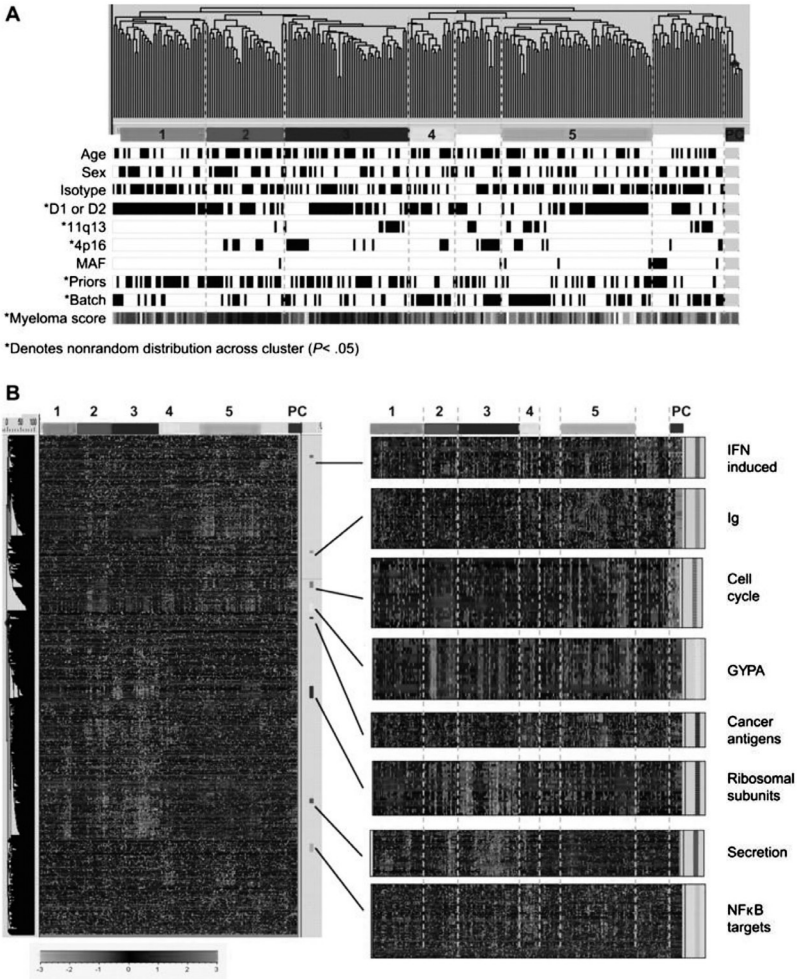 A
1 2 3 4 5 PC
Age
Sex
Isotype
*D1 or D2
*11q13
*4p16
MAF
*Priors
*Batch
*Myeloma score
*Denotes nonrandom distribution across cluster (P< .05)
B
0 50 100
1 2 3 4 5 PC
1 2 3 4 5 PC
IFN
induced
Ig
Cell
cycle
GYPA
Cancer
antigens
Ribosomal
subunits
Secretion
NFκB
targets
-3 -2 -1 0 1 2 3